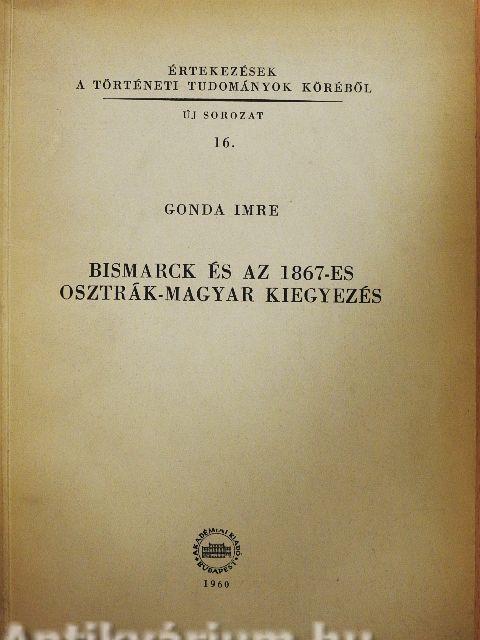 ÉRTEKEZÉSEK
A TÖRTÉNETI TUDOMÁNYOK KÖRÉBŐL
ÚJ SOROZAT
16.
GONDA IMRE
BISMARCK ÉS AZ 1867-ES
OSZTRÁK-MAGYAR KIEGYEZÉS
AKADÉMIAI KIADÓ
BUDAPEST
1960
Antikvárium.hu